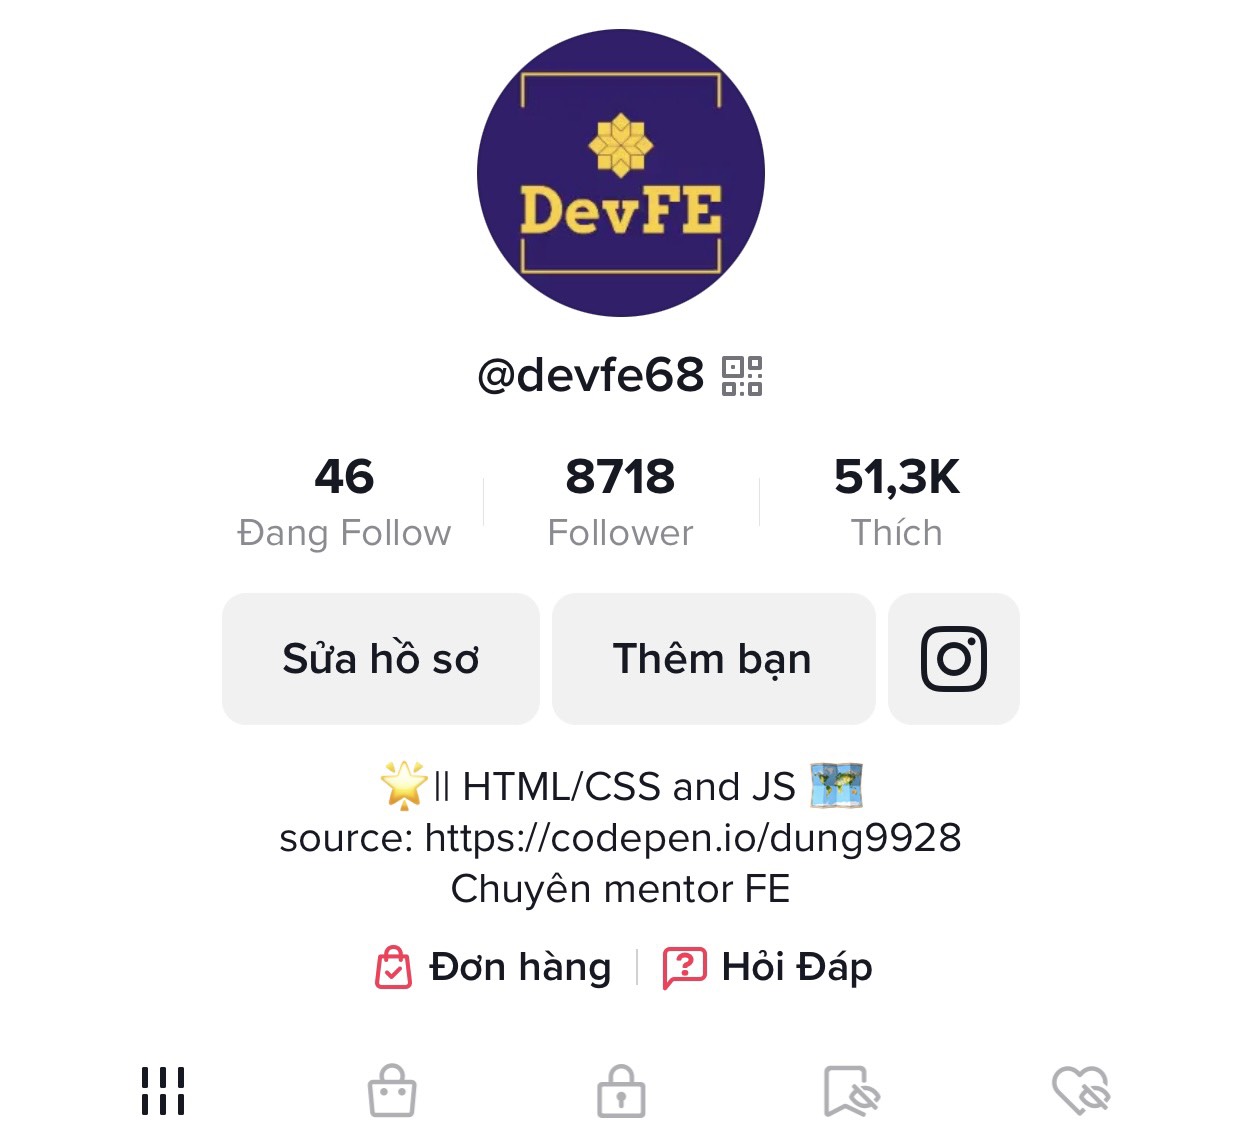 DevFE
@devfe68
46 8718 51,3K
Đang Follow Follower Thích
Sửa hồ sơ Thêm bạn
🌟|| HTML/CSS and JS 🗺️
source: https://codepen.io/dung9928
Chuyên mentor FE
Đơn hàng Hỏi Đáp